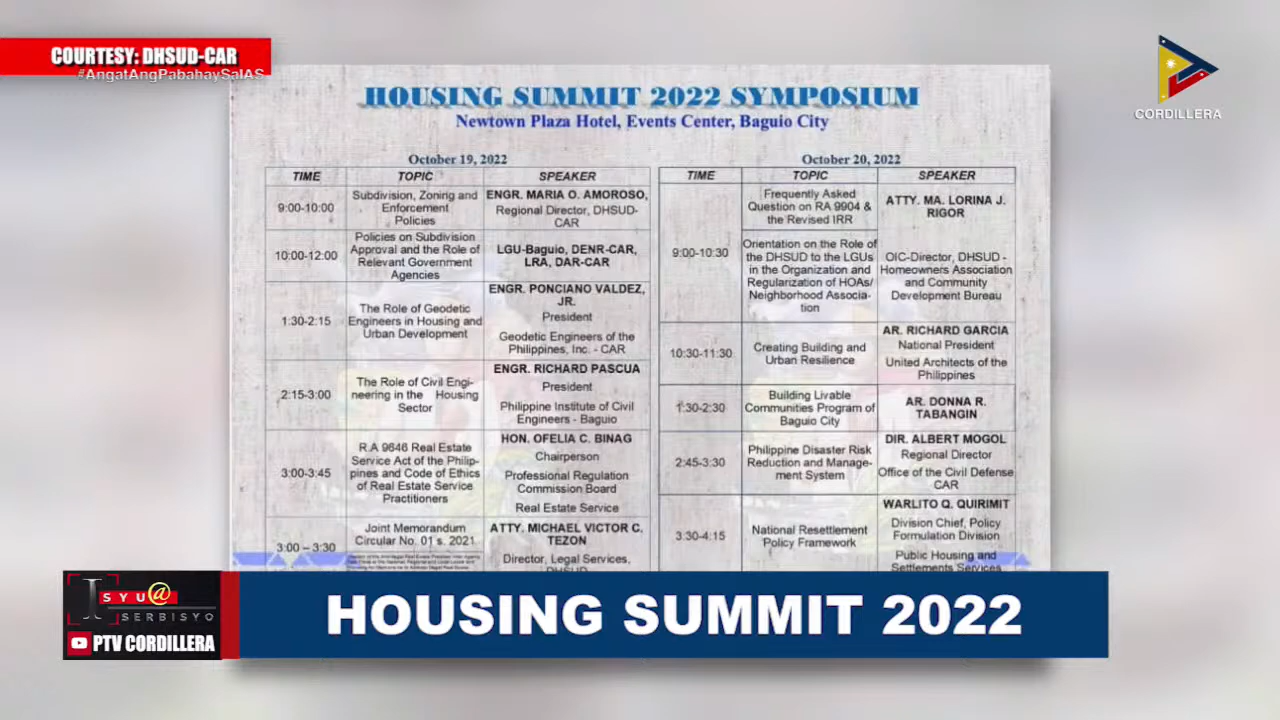 COURTESY: DHSUD-CAR
#AngatAngPabahaySaIAS
CORDILLERA
HOUSING SUMMIT 2022 SYMPOSIUM
Newtown Plaza Hotel, Events Center, Baguio City
October 19, 2022
TIME TOPIC SPEAKER
9:00-10:00
Subdivision, Zoning and
Enforcement
Policies
ENGR. MARIA O. AMOROSO,
Regional Director, DHSUD-
CAR
10:00-12:00
Policies on Subdivision
Approval and the Role of
Relevant Government
Agencies
LGU-Baguio, DENR-CAR,
LRA, DAR-CAR
1:30-2:15
The Role of Geodetic
Engineers in Housing and
Urban Development
ENGR. PONCIANO VALDEZ,
JR.
President
Geodetic Engineers of the
Philippines, Inc. - CAR
2:15-3:00
The Role of Civil Engi-
neering in the Housing
Sector
ENGR. RICHARD PASCUA
President
Philippine Institute of Civil
Engineers - Baguio
3:00-3:45
R.A 9646 Real Estate
Service Act of the Philip-
pines and Code of Ethics
of Real Estate Service
Practitioners
HON. OFELIA C. BINAG
Chairperson
Professional Regulation
Commission Board
Real Estate Service
3:00 – 3:30
Joint Memorandum
Circular No. 01 s. 2021
ATTY. MICHAEL VICTOR C.
TEZON
Director, Legal Services,
DHSUD
October 20, 2022
TIME TOPIC SPEAKER
9:00-10:30
Frequently Asked
Question on RA 9904 &
the Revised IRR
Orientation on the Role of
the DHSUD to the LGUs
in the Organization and
Regularization of HOAs/
Neighborhood Associa-
tion
ATTY. MA. LORINA J.
RIGOR
OIC-Director, DHSUD -
Homeowners Association
and Community
Development Bureau
10:30-11:30
Creating Building and
Urban Resilience
AR. RICHARD GARCIA
National President
United Architects of the
Philippines
1:30-2:30
Building Livable
Communities Program of
Baguio City
AR. DONNA R.
TABANGIN
2:45-3:30
Philippine Disaster Risk
Reduction and Manage-
ment System
DIR. ALBERT MOGOL
Regional Director
Office of the Civil Defense
CAR
3:30-4:15
National Resettlement
Policy Framework
WARLITO Q. QUIRIMIT
Division Chief, Policy
Formulation Division
Public Housing and
Settlements Services
ISYU@
SERBISYO
PTV CORDILLERA
HOUSING SUMMIT 2022